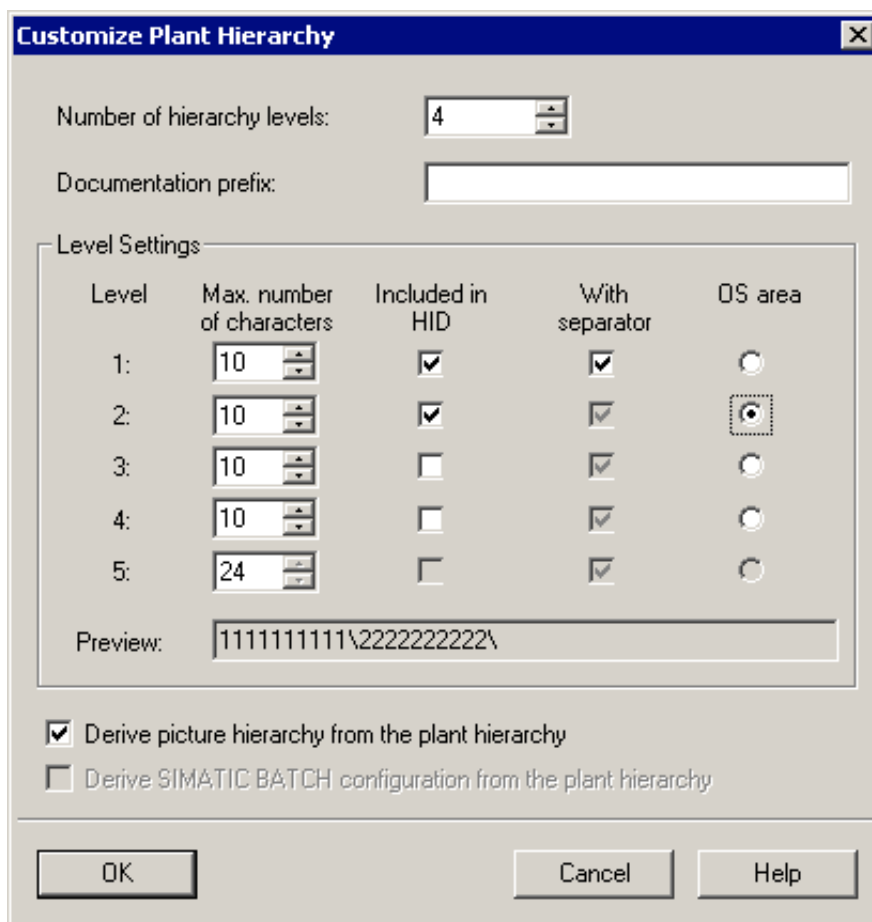 Customize Plant Hierarchy
Number of hierarchy levels: 4
Documentation prefix:
Level Settings
Level Max. number of characters Included in HID With separator OS area
1: 10
2: 10
3: 10
4: 10
5: 24
Preview: 1111111111\2222222222\
Derive picture hierarchy from the plant hierarchy
Derive SIMATIC BATCH configuration from the plant hierarchy
OK Cancel Help